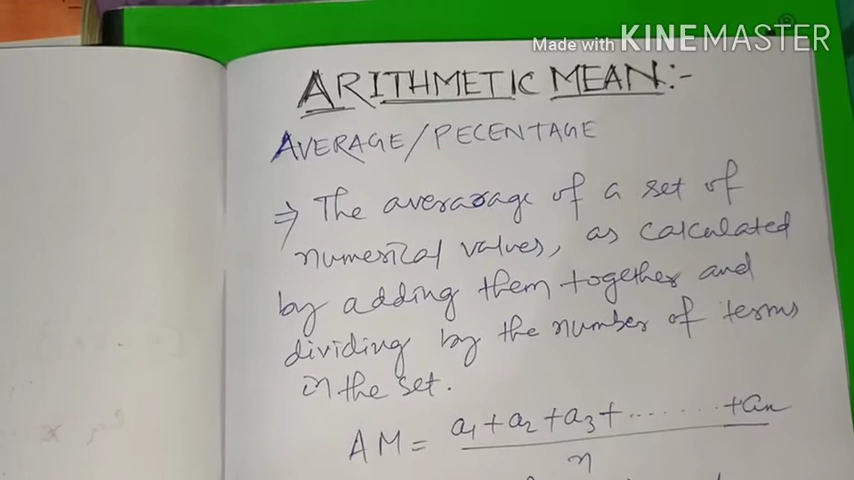 Made with KINEMASTER
ARITHMETIC MEAN:-
AVERAGE/PECENTAGE
⇒ The averarage of a set of
numerical values, as calculated
by adding them together and
dividing by the number of terms
in the set.
AM = a1 + a2 + a3 + ........ + an
n